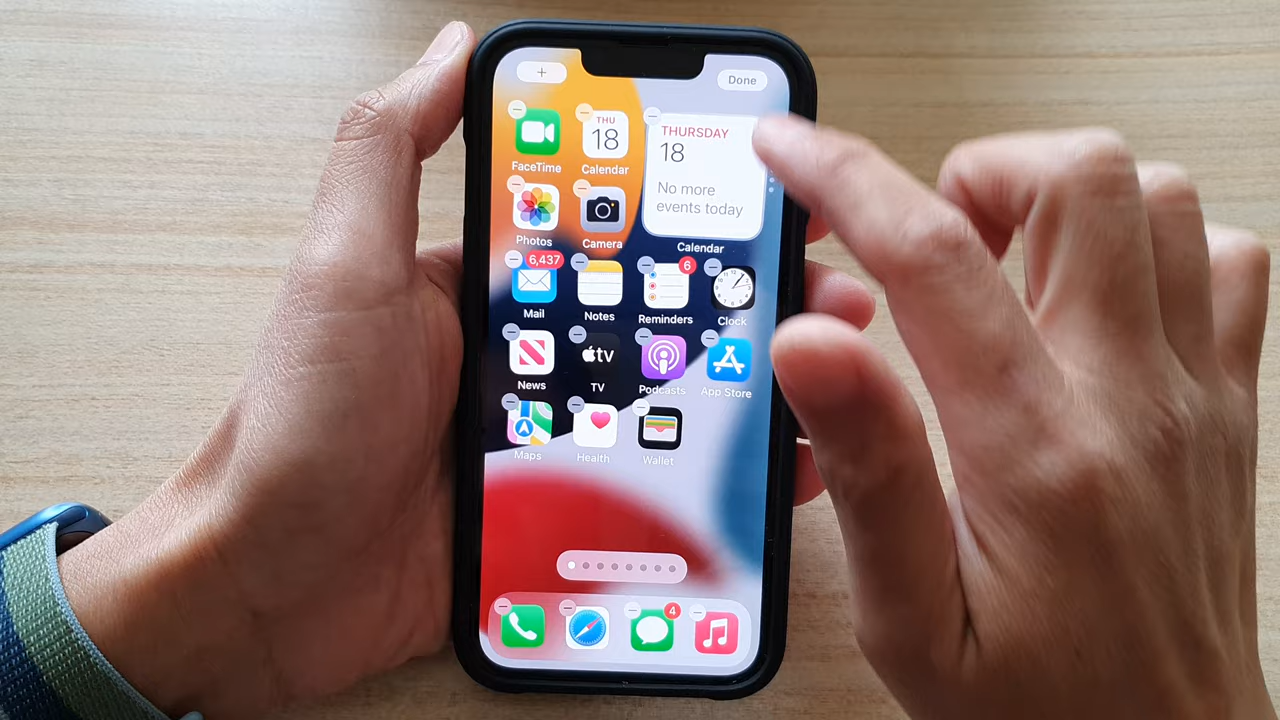 +
Done
THU
18
THURSDAY
18
No more
events today
FaceTime
Calendar
Photos
Camera
Calendar
6,437
6
Mail
Notes
Reminders
Clock
tv
News
TV
Podcasts
App Store
Maps
Health
Wallet
4